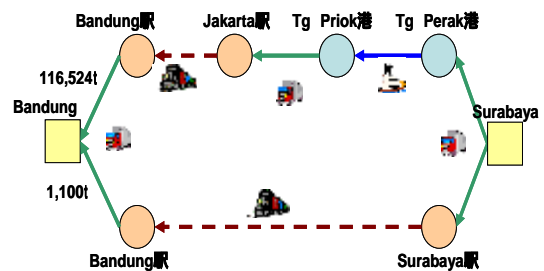 Bandung駅 Jakarta駅 Tg Priok港 Tg Perak港
116,524t
Bandung Surabaya
1,100t
Bandung駅 Surabaya駅